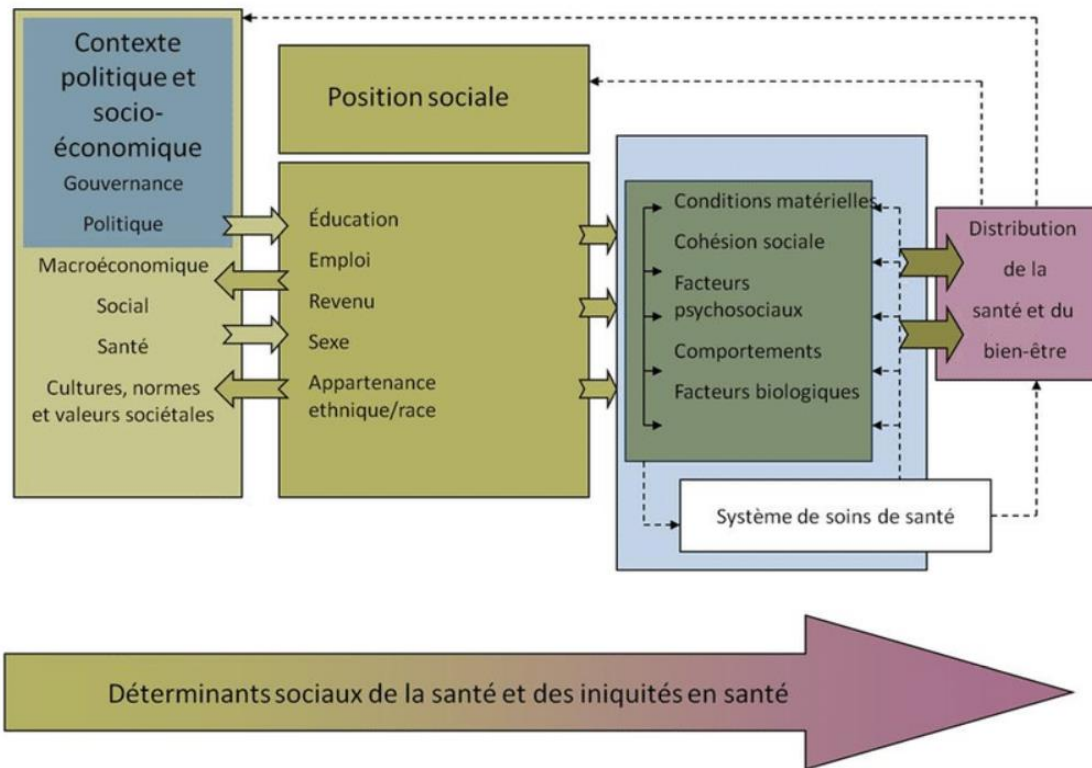 Contexte
politique et
socio-
économique
Gouvernance
Politique
Macroéconomique
Social
Santé
Cultures, normes
et valeurs sociétales
Position sociale
Éducation
Emploi
Revenu
Sexe
Appartenance
ethnique/race
Conditions matérielles
Cohésion sociale
Facteurs
psychosociaux
Comportements
Facteurs biologiques
Système de soins de santé
Distribution
de la
santé et du
bien-être
Déterminants sociaux de la santé et des iniquités en santé